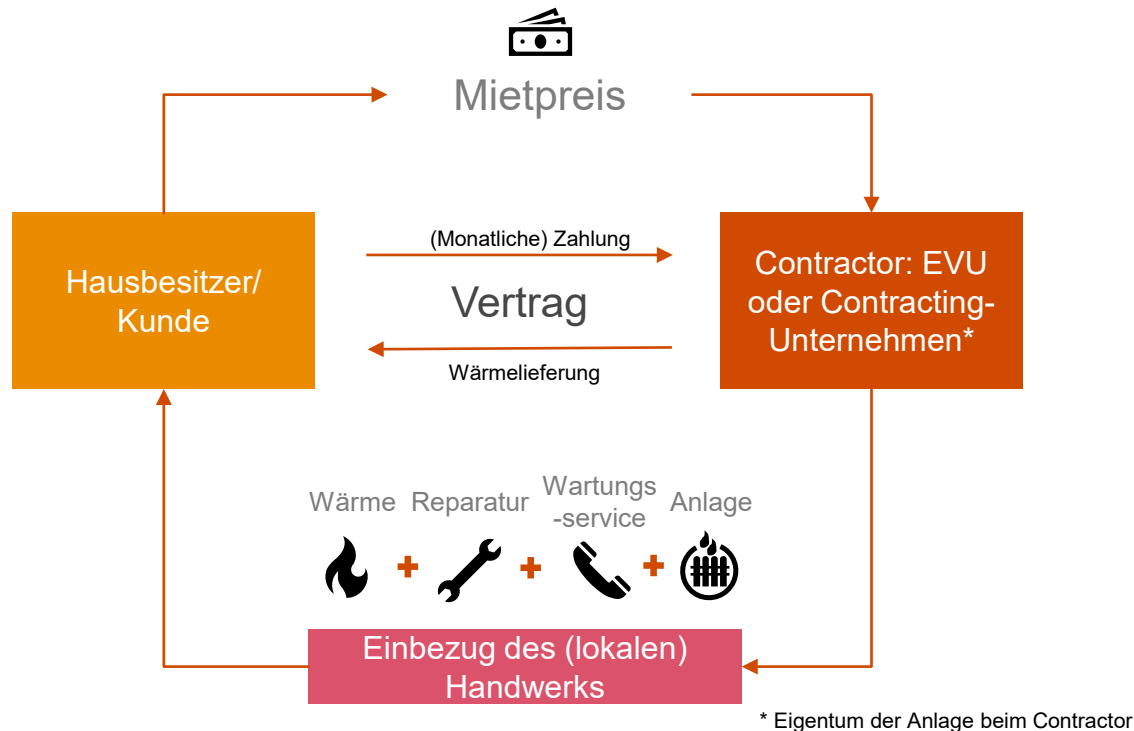 Mietpreis
(Monatliche) Zahlung
Hausbesitzer/
Kunde
Vertrag
Contractor: EVU
oder Contracting-
Unternehmen*
Wärmelieferung
Wärme
Reparatur
Wartungs
-service
Anlage
Einbezug des (lokalen)
Handwerks
* Eigentum der Anlage beim Contractor